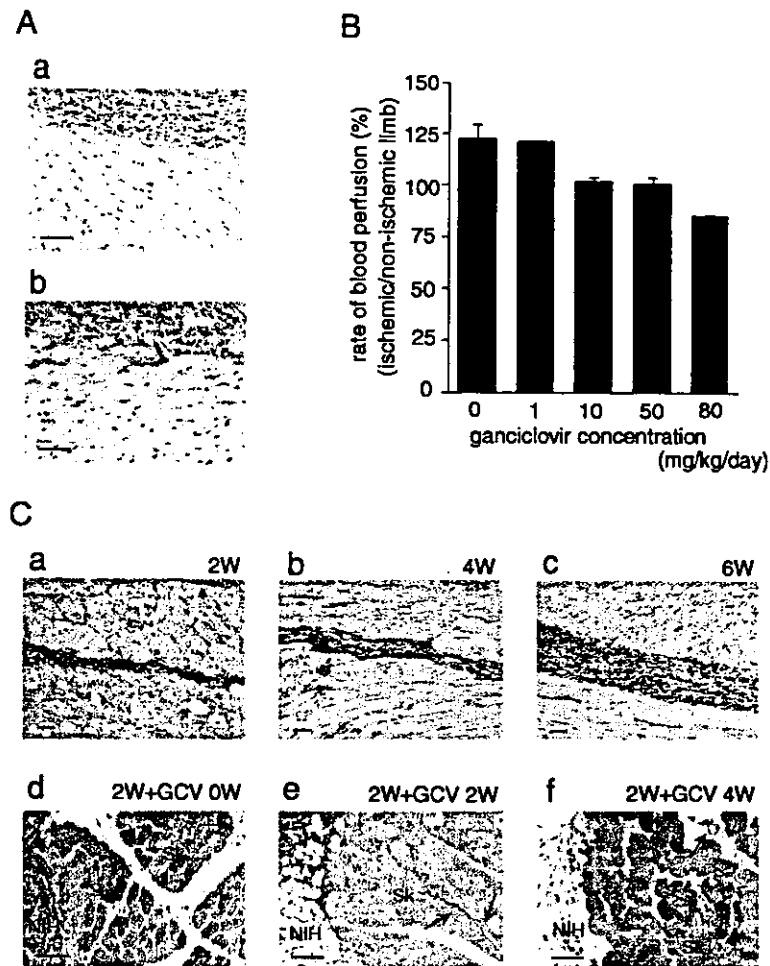 A
a
b
B
rate of blood perfusion (%)
(ischemic/non-ischemic limb)
150
125
100
75
50
25
0
0 1 10 50 80
ganciclovir concentration
(mg/kg/day)
C
a 2W
b 4W
c 6W
d 2W+GCV 0W
e 2W+GCV 2W
f 2W+GCV 4W
sk
NIH
NIH